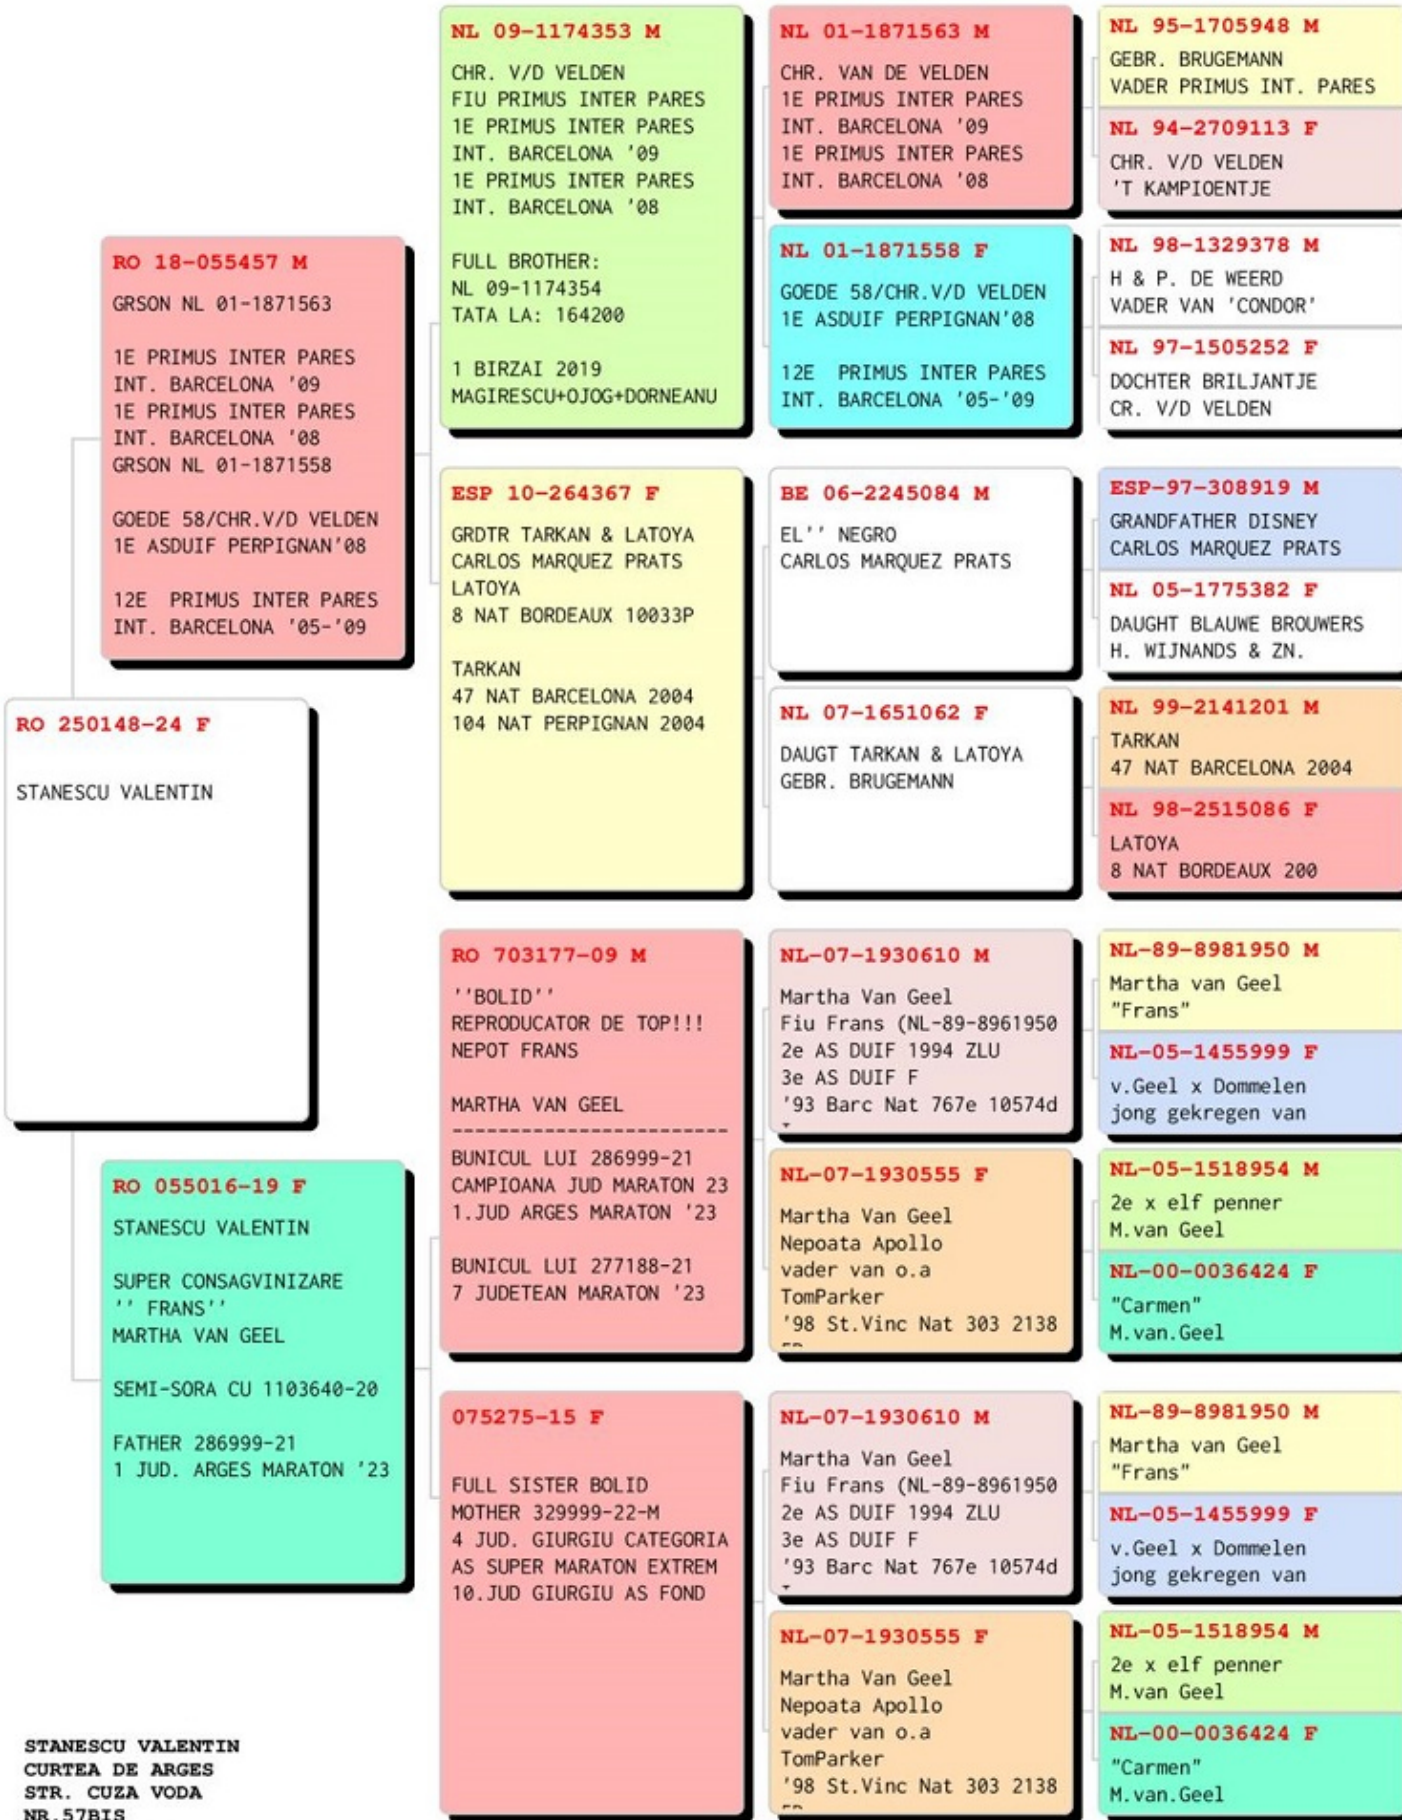 RO 250148-24 F
STANESCU VALENTIN
RO 18-055457 M
GRSON NL 01-1871563
1E PRIMUS INTER PARES
INT. BARCELONA '09
1E PRIMUS INTER PARES
INT. BARCELONA '08
GRSON NL 01-1871558
GOEDE 58/CHR.V/D VELDEN
1E ASDUIF PERPIGNAN'08
12E PRIMUS INTER PARES
INT. BARCELONA '05-'09
RO 055016-19 F
STANESCU VALENTIN
SUPER CONSAGVINIZARE
'' FRANS''
MARTHA VAN GEEL
SEMI-SORA CU 1103640-20
FATHER 286999-21
1 JUD. ARGES MARATON '23
NL 09-1174353 M
CHR. V/D VELDEN
FIU PRIMUS INTER PARES
1E PRIMUS INTER PARES
INT. BARCELONA '09
1E PRIMUS INTER PARES
INT. BARCELONA '08
FULL BROTHER:
NL 09-1174354
TATA LA: 164200
1 BIRZAI 2019
MAGIRESCU+OJOG+DORNEANU
ESP 10-264367 F
GRDTR TARKAN & LATOYA
CARLOS MARQUEZ PRATS
LATOYA
8 NAT BORDEAUX 10033P
TARKAN
47 NAT BARCELONA 2004
104 NAT PERPIGNAN 2004
RO 703177-09 M
''BOLID''
REPRODUCATOR DE TOP!!!
NEPOT FRANS
MARTHA VAN GEEL
------------------------
BUNICUL LUI 286999-21
CAMPIOANA JUD MARATON 23
1.JUD ARGES MARATON '23
BUNICUL LUI 277188-21
7 JUDETEAN MARATON '23
075275-15 F
FULL SISTER BOLID
MOTHER 329999-22-M
4 JUD. GIURGIU CATEGORIA
AS SUPER MARATON EXTREM
10.JUD GIURGIU AS FOND
NL 01-1871563 M
CHR. VAN DE VELDEN
1E PRIMUS INTER PARES
INT. BARCELONA '09
1E PRIMUS INTER PARES
INT. BARCELONA '08
NL 01-1871558 F
GOEDE 58/CHR.V/D VELDEN
1E ASDUIF PERPIGNAN'08
12E PRIMUS INTER PARES
INT. BARCELONA '05-'09
BE 06-2245084 M
EL'' NEGRO
CARLOS MARQUEZ PRATS
NL 07-1651062 F
DAUGT TARKAN & LATOYA
GEBR. BRUGEMANN
NL-07-1930610 M
Martha Van Geel
Fiu Frans (NL-89-8961950
2e AS DUIF 1994 ZLU
3e AS DUIF F
'93 Barc Nat 767e 10574d
NL-07-1930555 F
Martha Van Geel
Nepoata Apollo
vader van o.a
TomParker
'98 St.Vinc Nat 303 2138
NL-07-1930610 M
Martha Van Geel
Fiu Frans (NL-89-8961950
2e AS DUIF 1994 ZLU
3e AS DUIF F
'93 Barc Nat 767e 10574d
NL-07-1930555 F
Martha Van Geel
Nepoata Apollo
vader van o.a
TomParker
'98 St.Vinc Nat 303 2138
NL 95-1705948 M
GEBR. BRUGEMANN
VADER PRIMUS INT. PARES
NL 94-2709113 F
CHR. V/D VELDEN
'T KAMPIOENTJE
NL 98-1329378 M
H & P. DE WEERD
VADER VAN 'CONDOR'
NL 97-1505252 F
DOCHTER BRILJANTJE
CR. V/D VELDEN
ESP-97-308919 M
GRANDFATHER DISNEY
CARLOS MARQUEZ PRATS
NL 05-1775382 F
DAUGHT BLAUWE BROUWERS
H. WIJNANDS & ZN.
NL 99-2141201 M
TARKAN
47 NAT BARCELONA 2004
NL 98-2515086 F
LATOYA
8 NAT BORDEAUX 200
NL-89-8981950 M
Martha van Geel
"Frans"
NL-05-1455999 F
v.Geel x Dommelen
jong gekregen van
NL-05-1518954 M
2e x elf penner
M.van Geel
NL-00-0036424 F
"Carmen"
M.van.Geel
NL-89-8981950 M
Martha van Geel
"Frans"
NL-05-1455999 F
v.Geel x Dommelen
jong gekregen van
NL-05-1518954 M
2e x elf penner
M.van Geel
NL-00-0036424 F
"Carmen"
M.van.Geel
STANESCU VALENTIN
CURTEA DE ARGES
STR. CUZA VODA
NR.57BIS